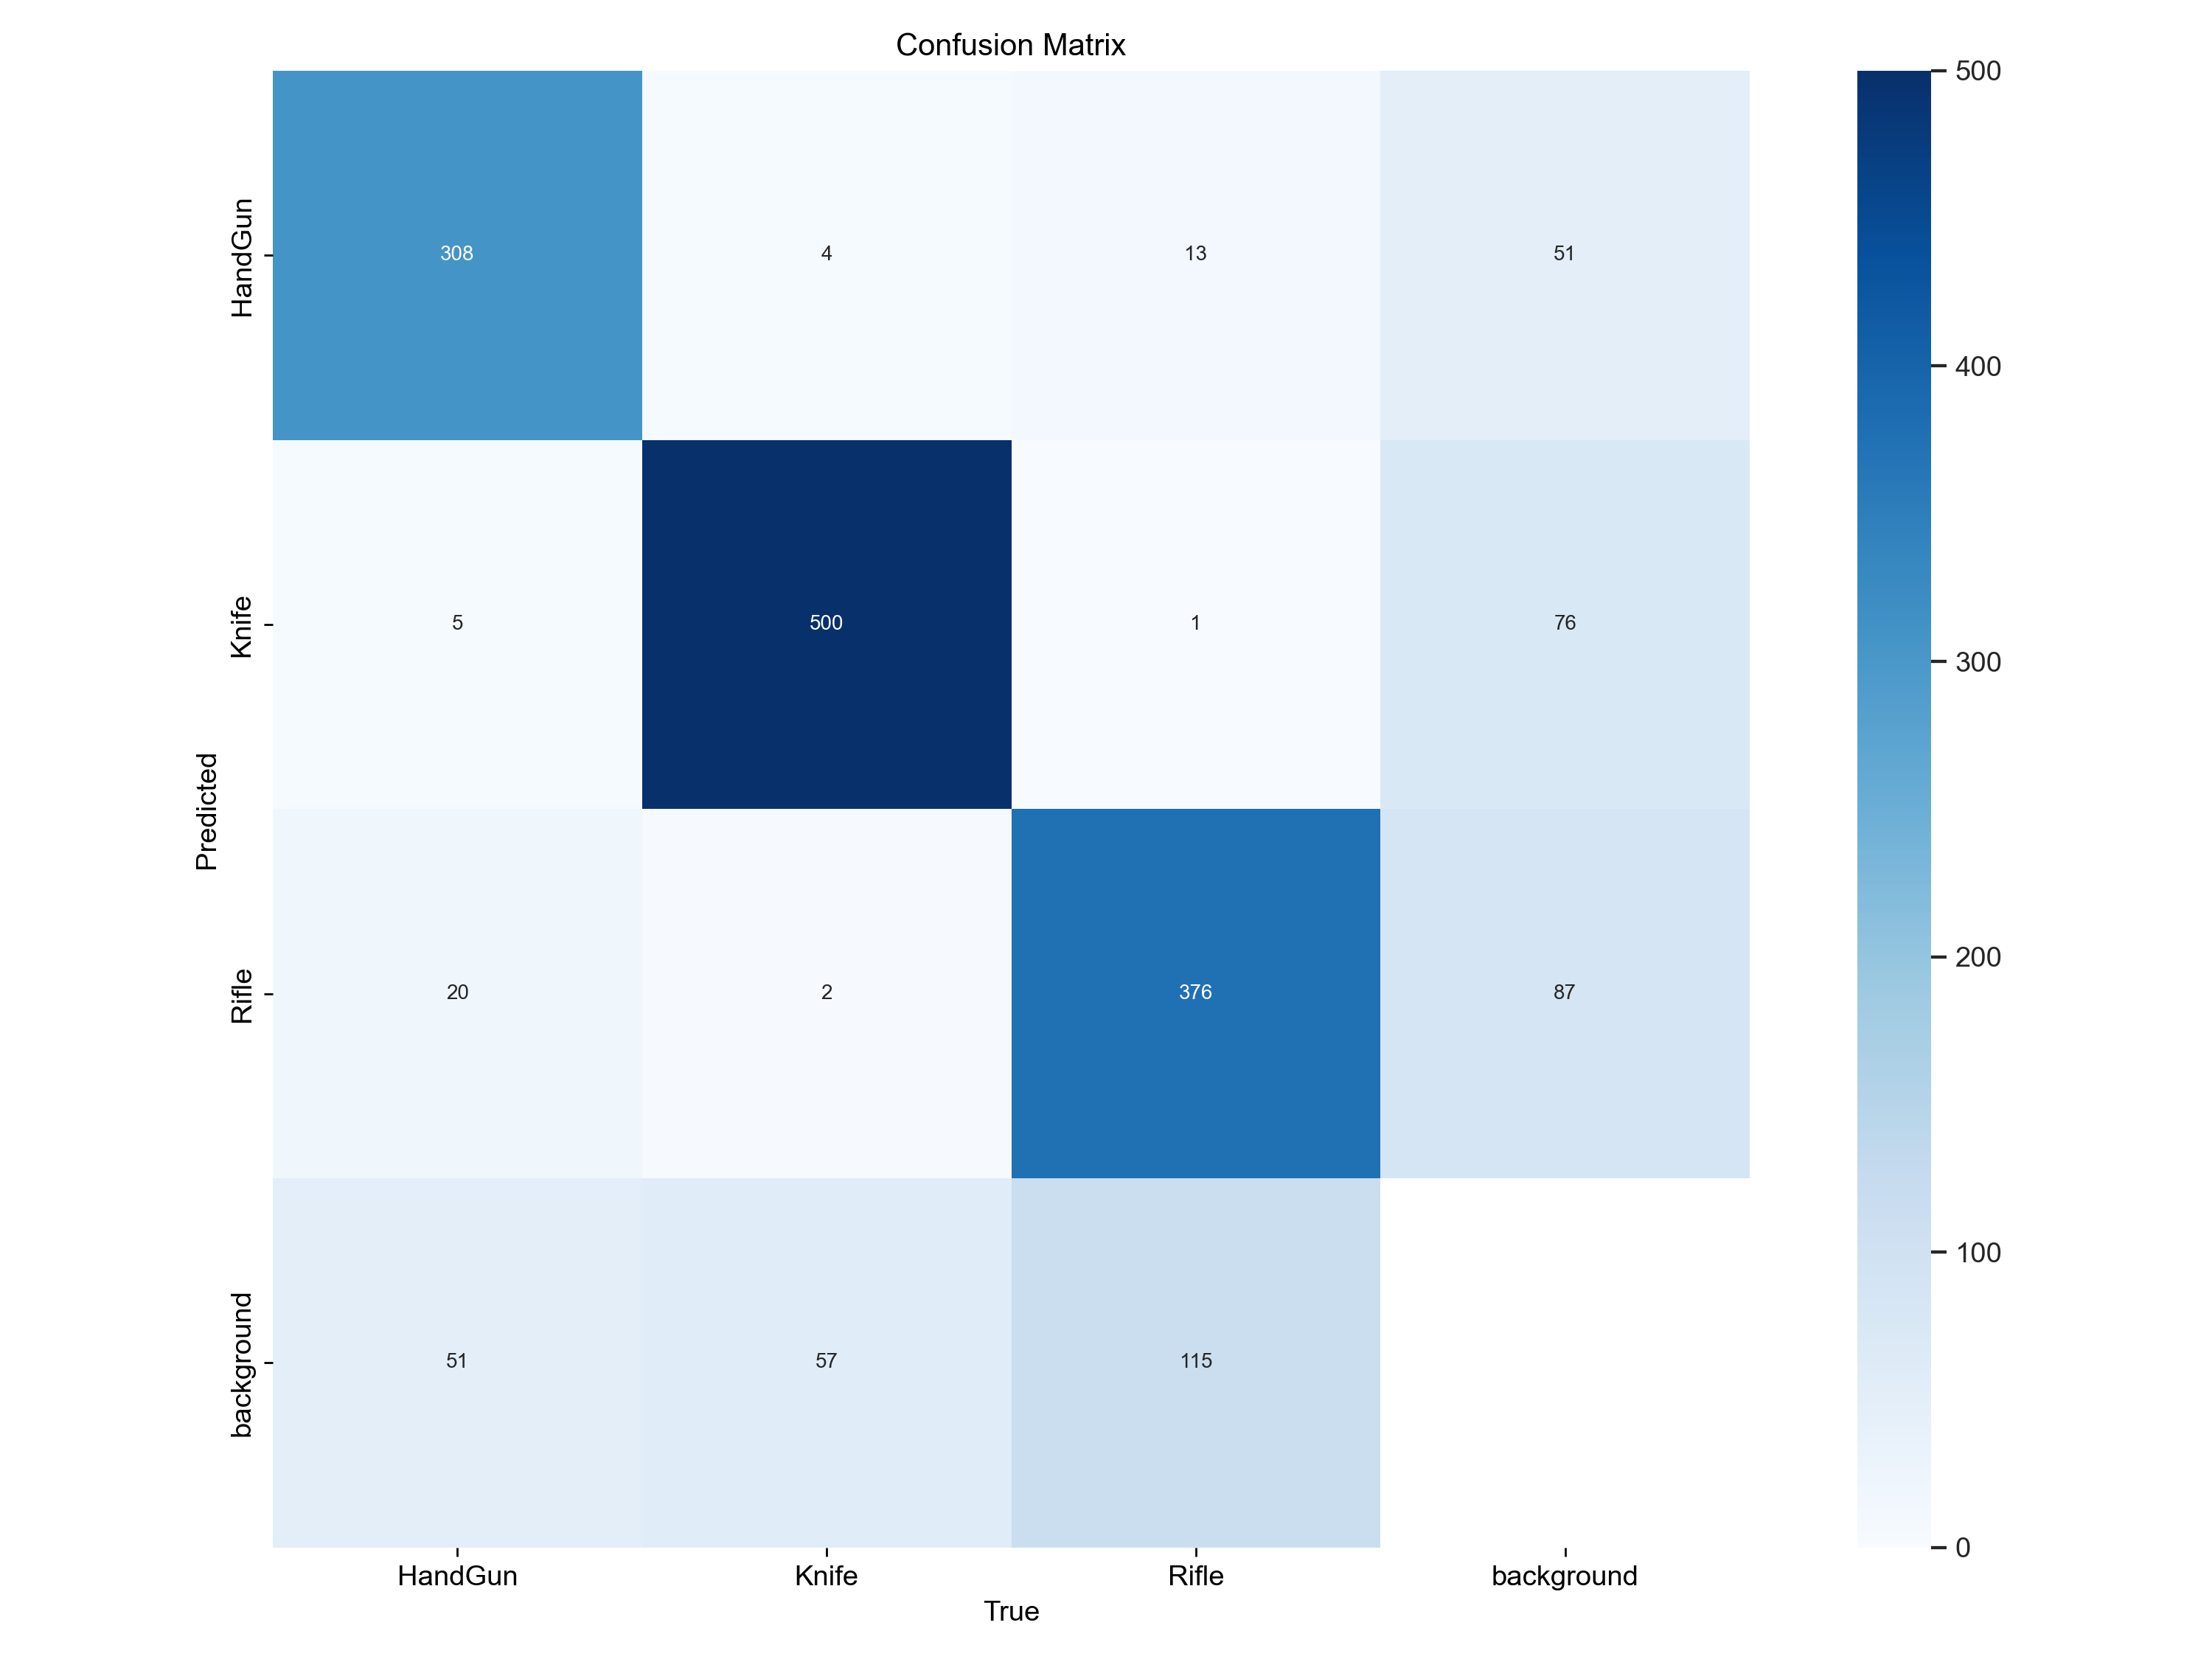 Confusion Matrix
HandGun
308 4 13 51
Knife
5 500 1 76
Rifle
20 2 376 87
background
51 57 115
Predicted
HandGun Knife Rifle background
True
500
400
300
200
100
0